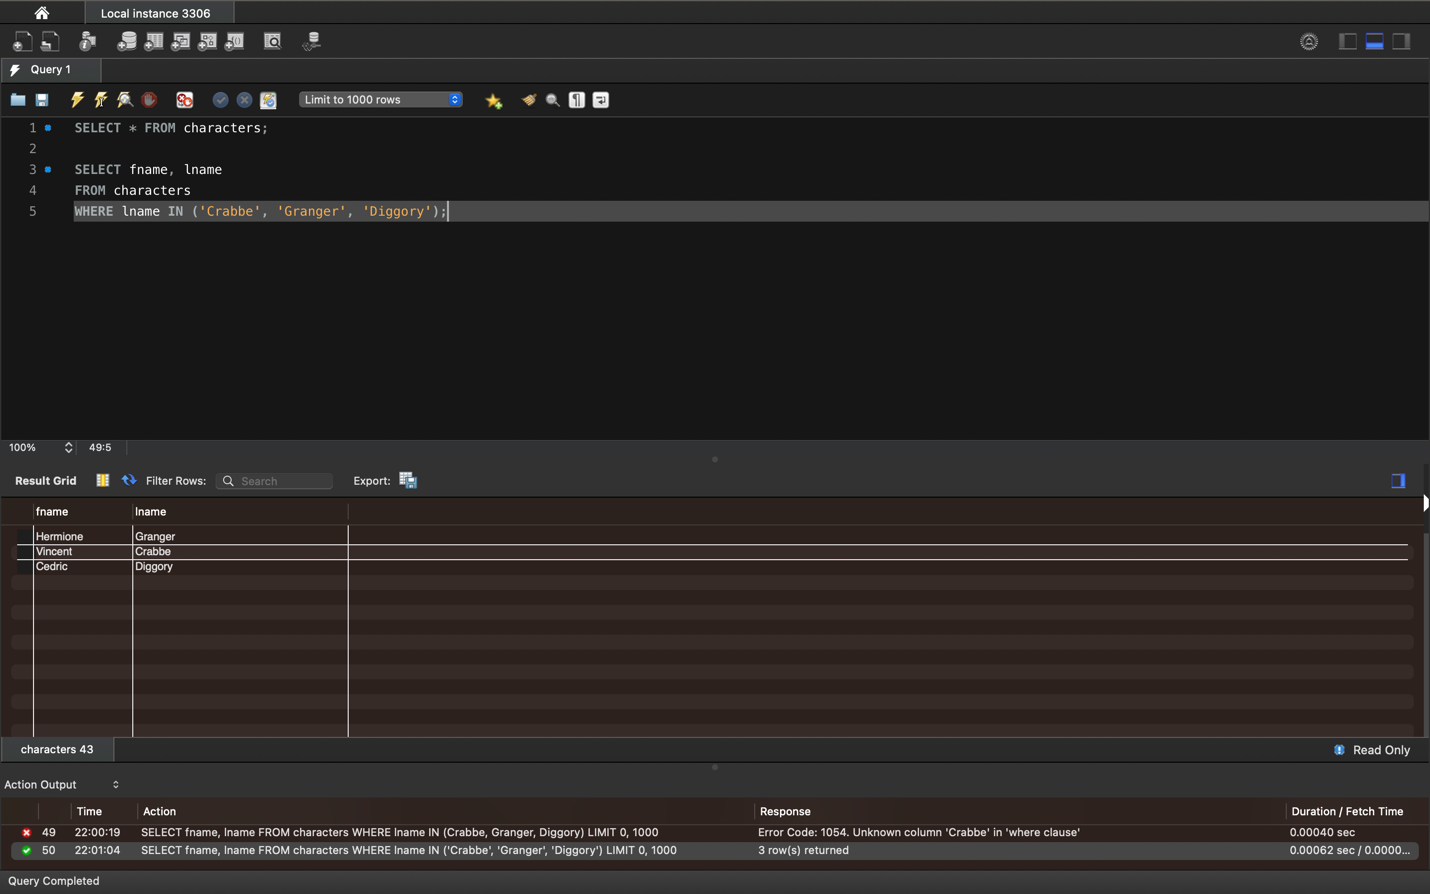 Local instance 3306
Query 1
Limit to 1000 rows
1 SELECT * FROM characters;
2
3 SELECT fname, lname
4 FROM characters
5 WHERE lname IN ('Crabbe', 'Granger', 'Diggory');
100% 49:5
Result Grid Filter Rows: Search Export:
fname lname
Hermione Granger
Vincent Crabbe
Cedric Diggory
characters 43 Read Only
Action Output
Time Action Response Duration / Fetch Time
49 22:00:19 SELECT fname, lname FROM characters WHERE lname IN (Crabbe, Granger, Diggory) LIMIT 0, 1000 Error Code: 1054. Unknown column 'Crabbe' in 'where clause' 0.00040 sec
50 22:01:04 SELECT fname, lname FROM characters WHERE lname IN ('Crabbe', 'Granger', 'Diggory') LIMIT 0, 1000 3 row(s) returned 0.00062 sec / 0.0000...
Query Completed